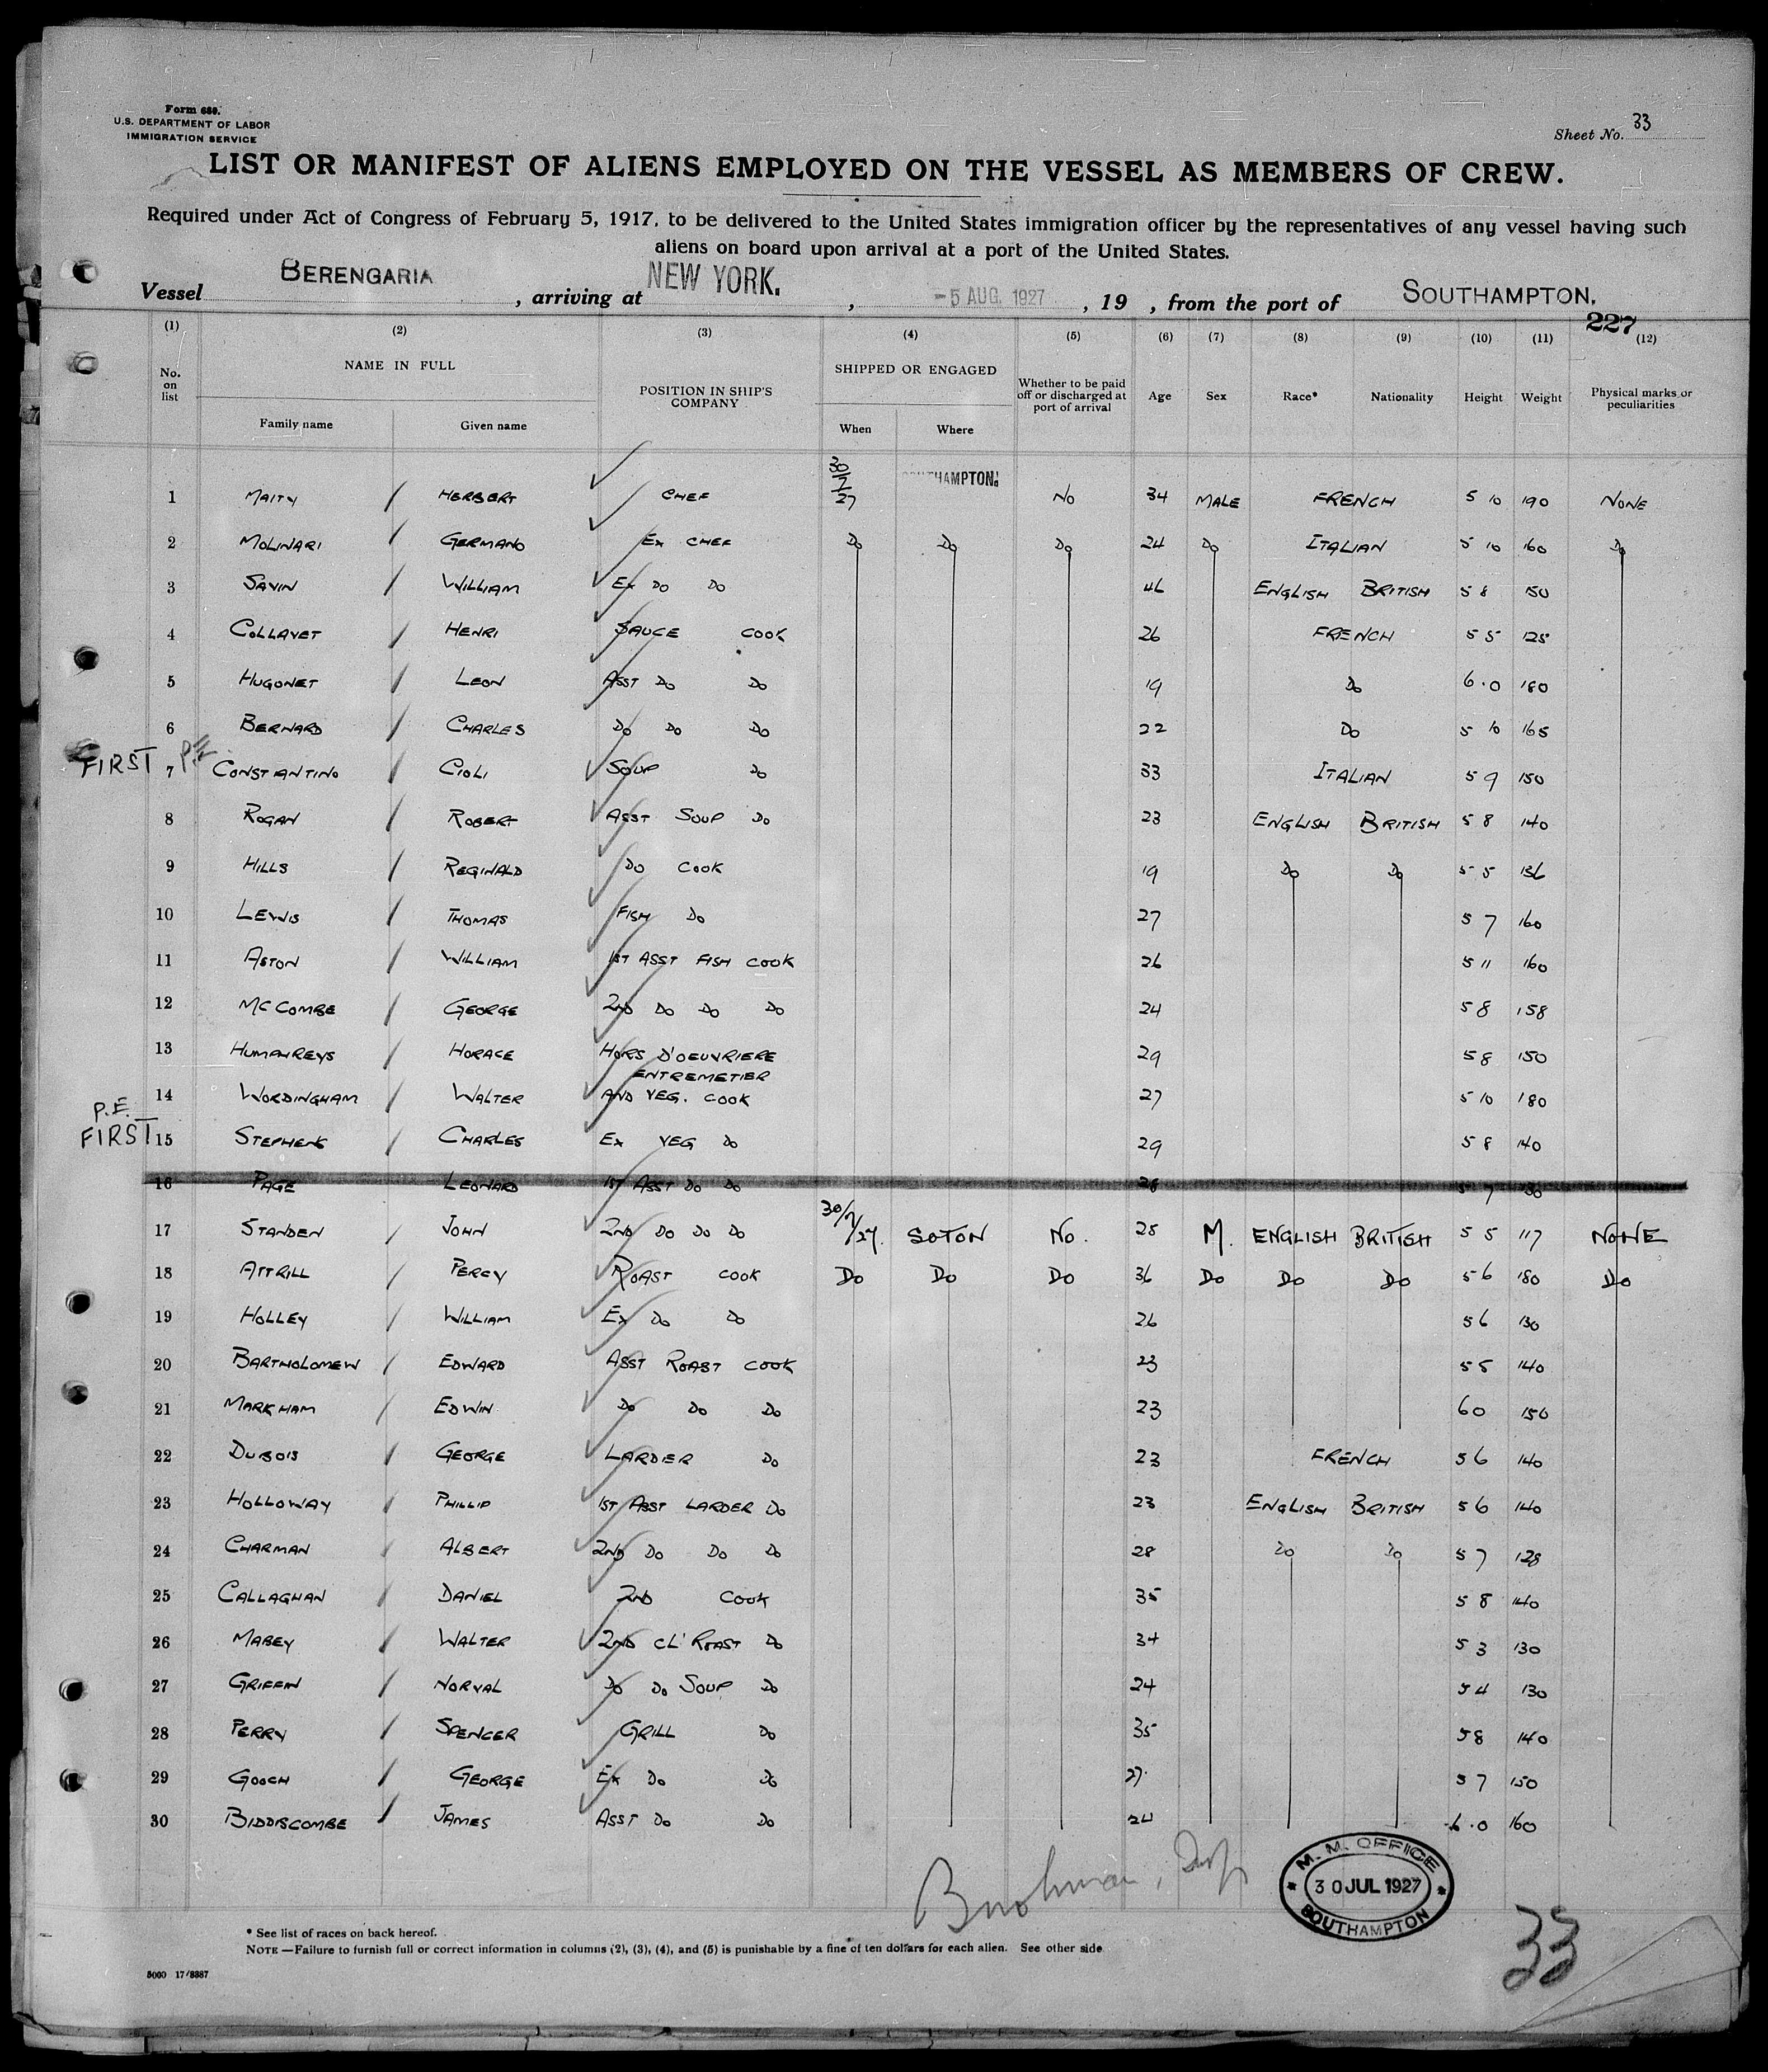 Form 689.
U.S. DEPARTMENT OF LABOR
IMMIGRATION SERVICE
Sheet No. 33
LIST OR MANIFEST OF ALIENS EMPLOYED ON THE VESSEL AS MEMBERS OF CREW.
Required under Act of Congress of February 5, 1917, to be delivered to the United States immigration officer by the representatives of any vessel having such
aliens on board upon arrival at a port of the United States.
Vessel BERENGARIA, arriving at NEW YORK., -5 AUG. 1927, 19 , from the port of SOUTHAMPTON.
227
(1) (2) (3) (4) (5) (6) (7) (8) (9) (10) (11) (12)
No. on list NAME IN FULL POSITION IN SHIP'S COMPANY SHIPPED OR ENGAGED Whether to be paid off or discharged at port of arrival Age Sex Race* Nationality Height Weight Physical marks or peculiarities
Family name Given name When Where
1 MAITY / HERBERT CHEF 30/7/27 SOUTHAMPTON. NO 34 MALE FRENCH 5 10 190 NONE
2 MOLINARI / GERMANO EX CHEF DO DO DO 24 DO ITALIAN 5 10 160 DO
3 SAVIN / WILLIAM EX DO DO 46 ENGLISH BRITISH 5 8 150
4 COLLAVET / HENRI SAUCE COOK 26 FRENCH 5 5 125
5 HUGONET / LEON ASST DO DO 19 DO 6.0 180
6 BERNARD / CHARLES DO DO DO 22 DO 5 10 165
FIRST P.E. 7 CONSTANTINO / CIOLI SOUP DO 33 ITALIAN 5 9 150
8 ROGAN / ROBERT ASST SOUP DO 23 ENGLISH BRITISH 5 8 140
9 HILLS / REGINALD DO COOK 19 DO DO 5 5 136
10 LEWIS / THOMAS FISH DO 27 5 7 160
11 ASTON / WILLIAM 1ST ASST FISH COOK 26 5 11 160
12 MCCOMBE / GEORGE 2ND DO DO DO 24 5 8 158
13 HUMPHREYS / HORACE HORS D'OEUVRIERE 29 5 8 150
ENTREMETIER
14 WORDINGHAM / WALTER AND VEG. COOK 27 5 10 180
P.E.
FIRST 15 STEPHENS / CHARLES EX VEG DO 29 5 8 140
16 PAGE LEONARD 1ST ASST DO DO 5 7
17 STANDEN / JOHN 2ND DO DO DO 30/7/27. SOTON NO. 28 M. ENGLISH BRITISH 5 5 117 NONE
18 ATTRILL / PERCY ROAST COOK DO DO DO 36 DO DO DO 5 6 180 DO
19 HOLLEY / WILLIAM EX DO DO 26 5 6 130
20 BARTHOLOMEW / EDWARD ASST ROAST COOK 23 5 5 140
21 MARKHAM / EDWIN DO DO DO 23 6 0 150
22 DUBOIS / GEORGE LARDER DO 23 FRENCH 5 6 140
23 HOLLOWAY / PHILLIP 1ST ASST LARDER DO 23 ENGLISH BRITISH 5 6 140
24 CHARMAN / ALBERT 2ND DO DO DO 28 DO DO 5 7 128
25 CALLAGHAN / DANIEL 2ND COOK 35 5 8 140
26 MABEY / WALTER 2ND CL' ROAST DO 34 5 3 130
27 GRIFFIN / NORVAL DO DO SOUP DO 24 5 4 130
28 PERRY / SPENCER GRILL DO 35 5 8 140
29 GOOCH / GEORGE EX DO DO 27 5 7 150
30 BIDDISCOMBE / JAMES ASST DO DO 24 6.0 160
M. M. OFFICE
30 JUL 1927
SOUTHAMPTON
33
* See list of races on back hereof.
NOTE—Failure to furnish full or correct information in columns (2), (3), (4), and (5) is punishable by a fine of ten dollars for each alien. See other side
5000 17/8387